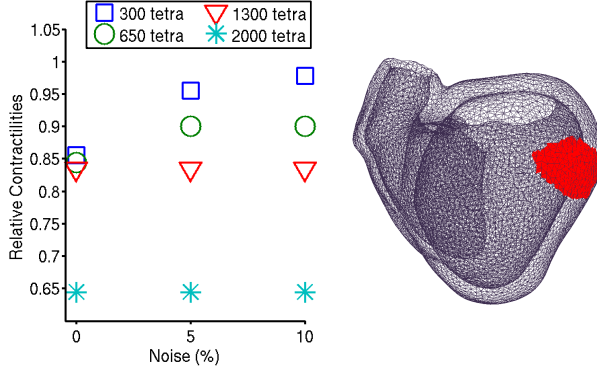 300 tetra 1300 tetra
650 tetra 2000 tetra
Relative Contractilities
1.05
1
0.95
0.9
0.85
0.8
0.75
0.7
0.65
0 5 10
Noise (%)